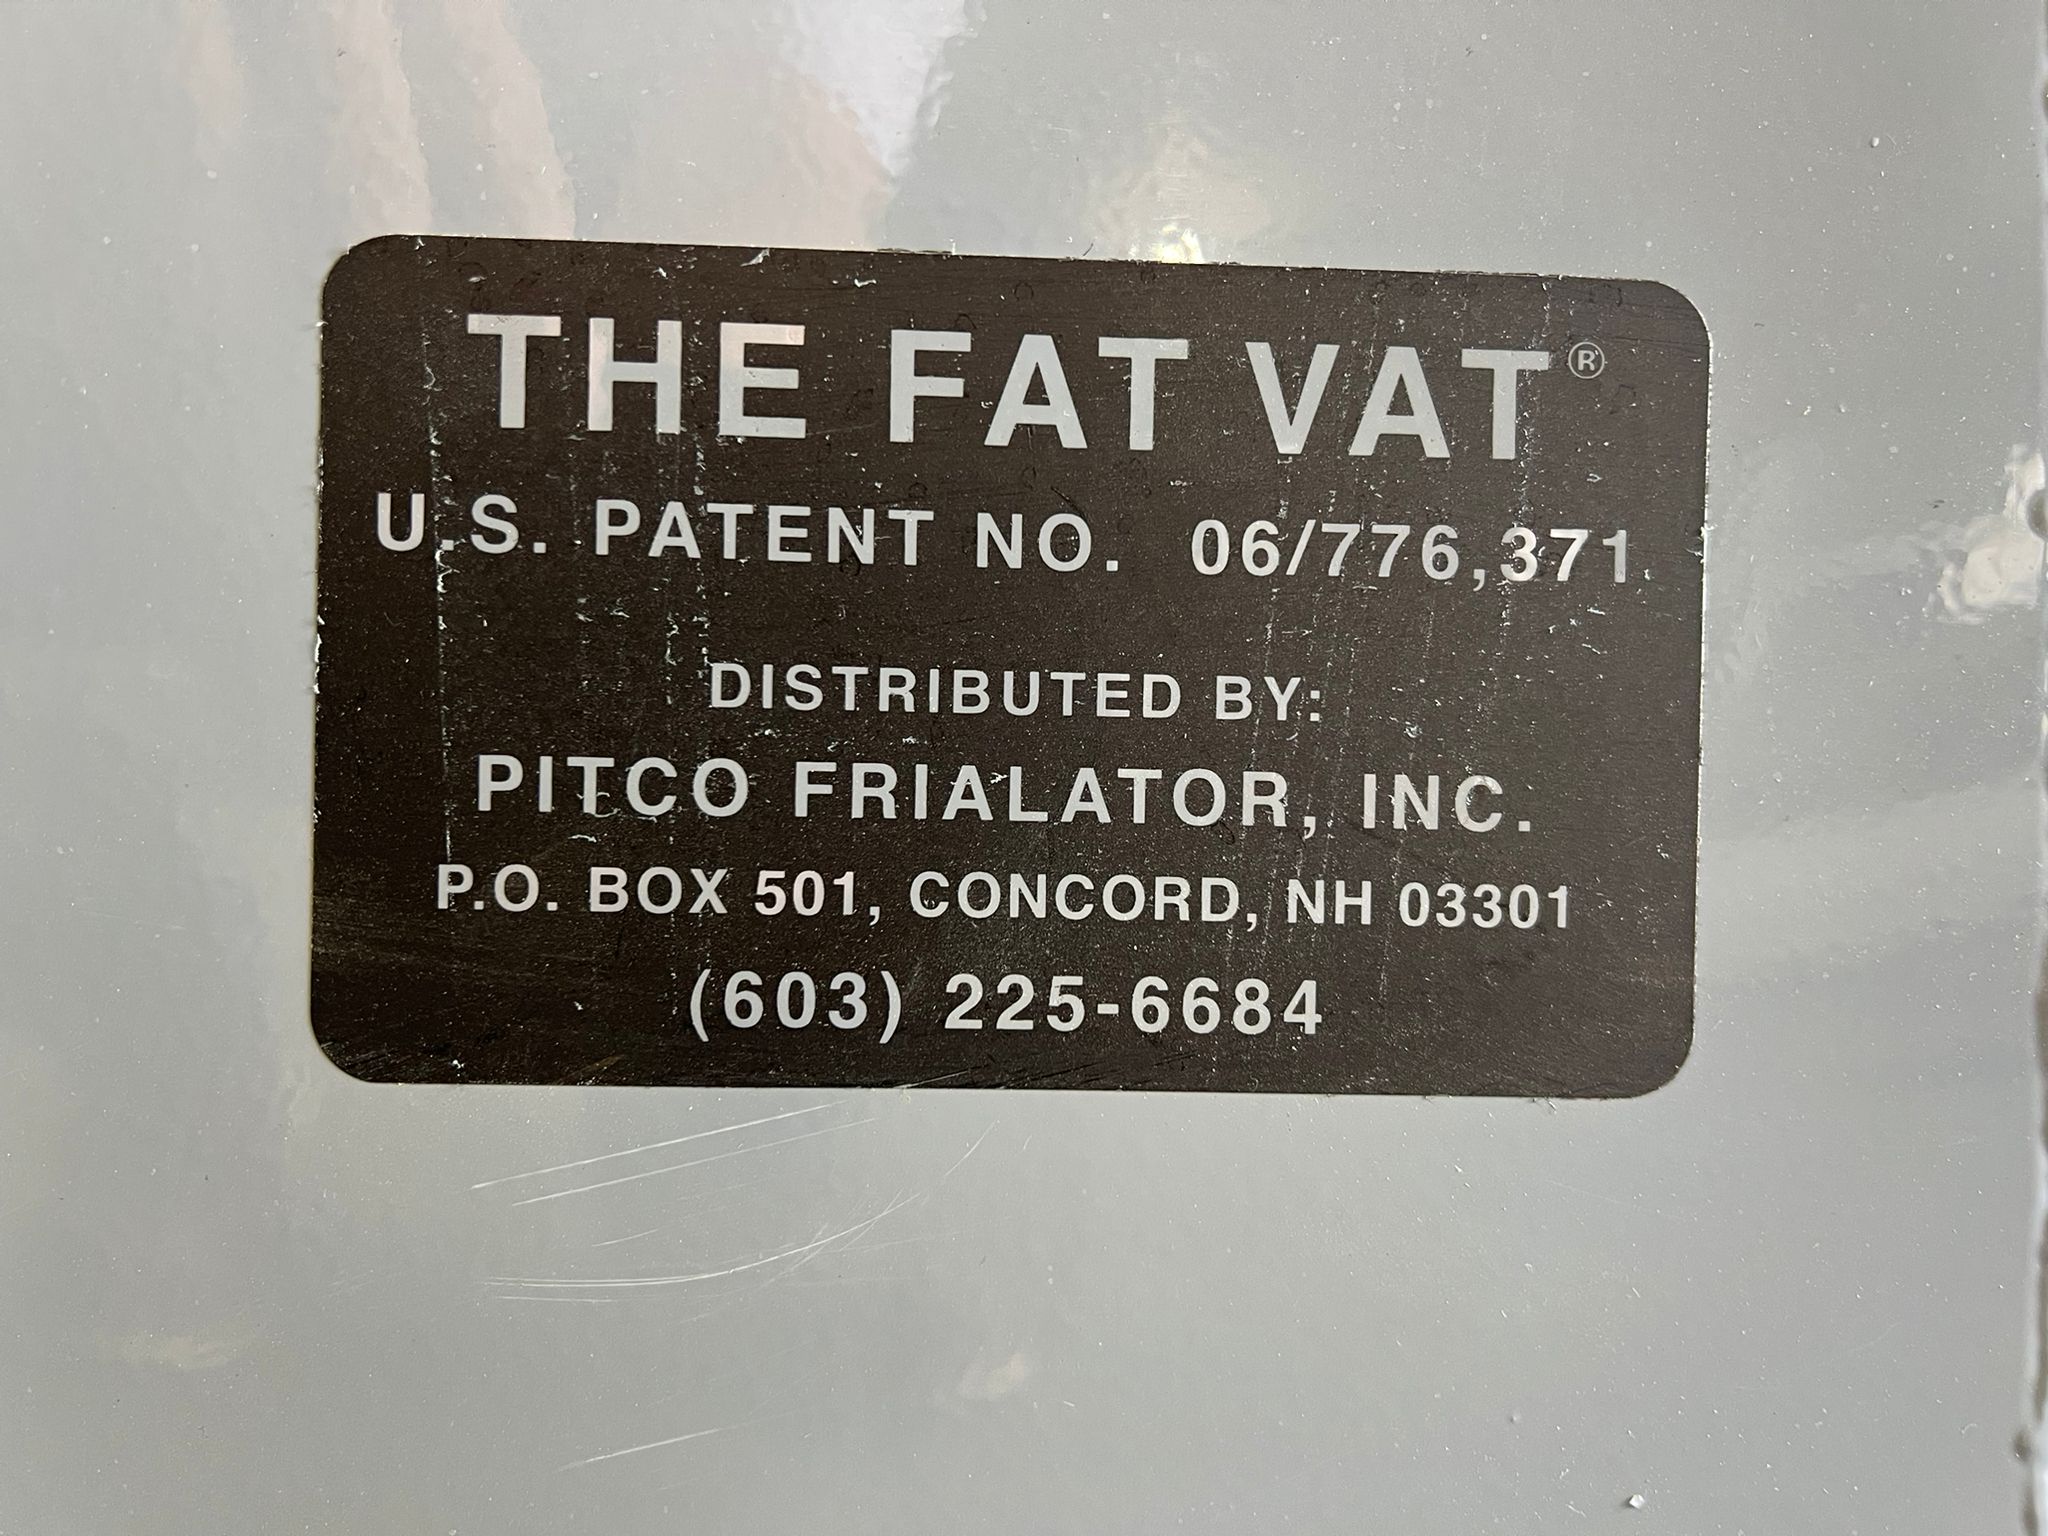 THE FAT VAT®
U.S. PATENT NO. 06/776,371
DISTRIBUTED BY:
PITCO FRIALATOR, INC.
P.O. BOX 501, CONCORD, NH 03301
(603) 225-6684